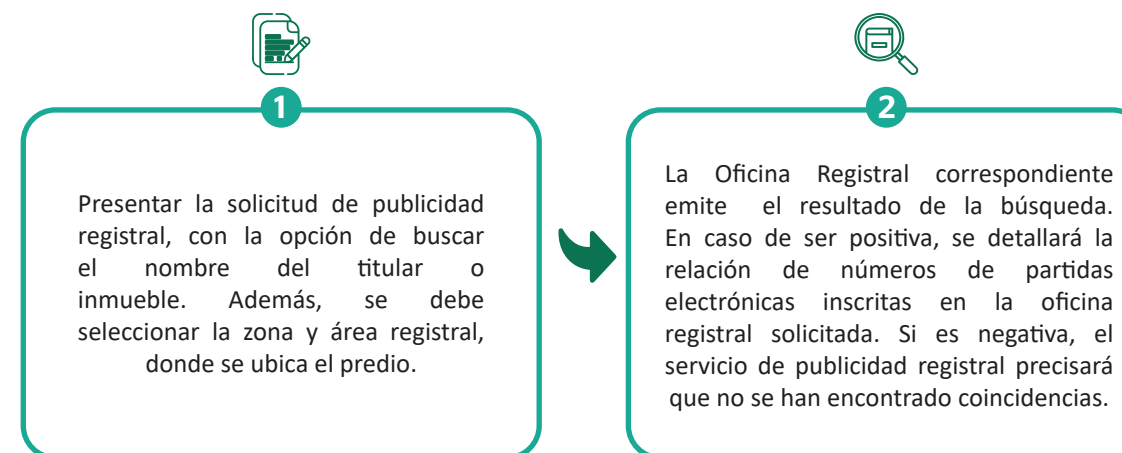 1
Presentar la solicitud de publicidad
registral, con la opción de buscar
el nombre del titular o
inmueble. Además, se debe
seleccionar la zona y área registral,
donde se ubica el predio.
2
La Oficina Registral correspondiente
emite el resultado de la búsqueda.
En caso de ser positiva, se detallará la
relación de números de partidas
electrónicas inscritas en la oficina
registral solicitada. Si es negativa, el
servicio de publicidad registral precisará
que no se han encontrado coincidencias.